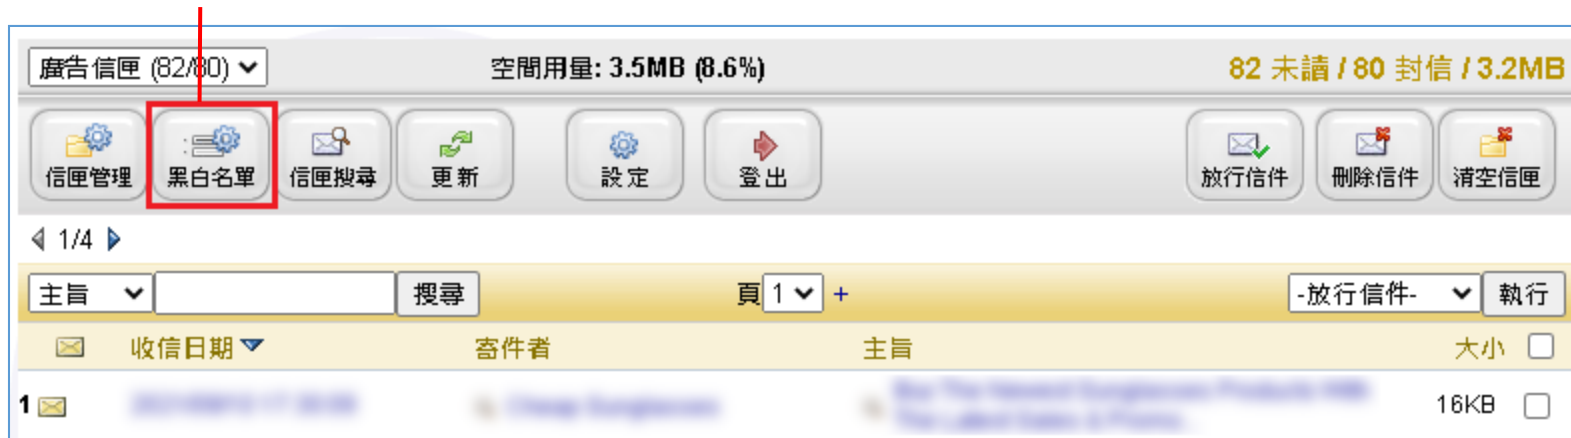 廣告信匣 (82/80) 空間用量: 3.5MB (8.6%) 82 未讀 / 80 封信 / 3.2MB
信匣管理 黑白名單 信匣搜尋 更新 設定 登出 放行信件 刪除信件 清空信匣
1/4
主旨 搜尋 頁 1 + -放行信件- 執行
收信日期 寄件者 主旨 大小
1 16KB